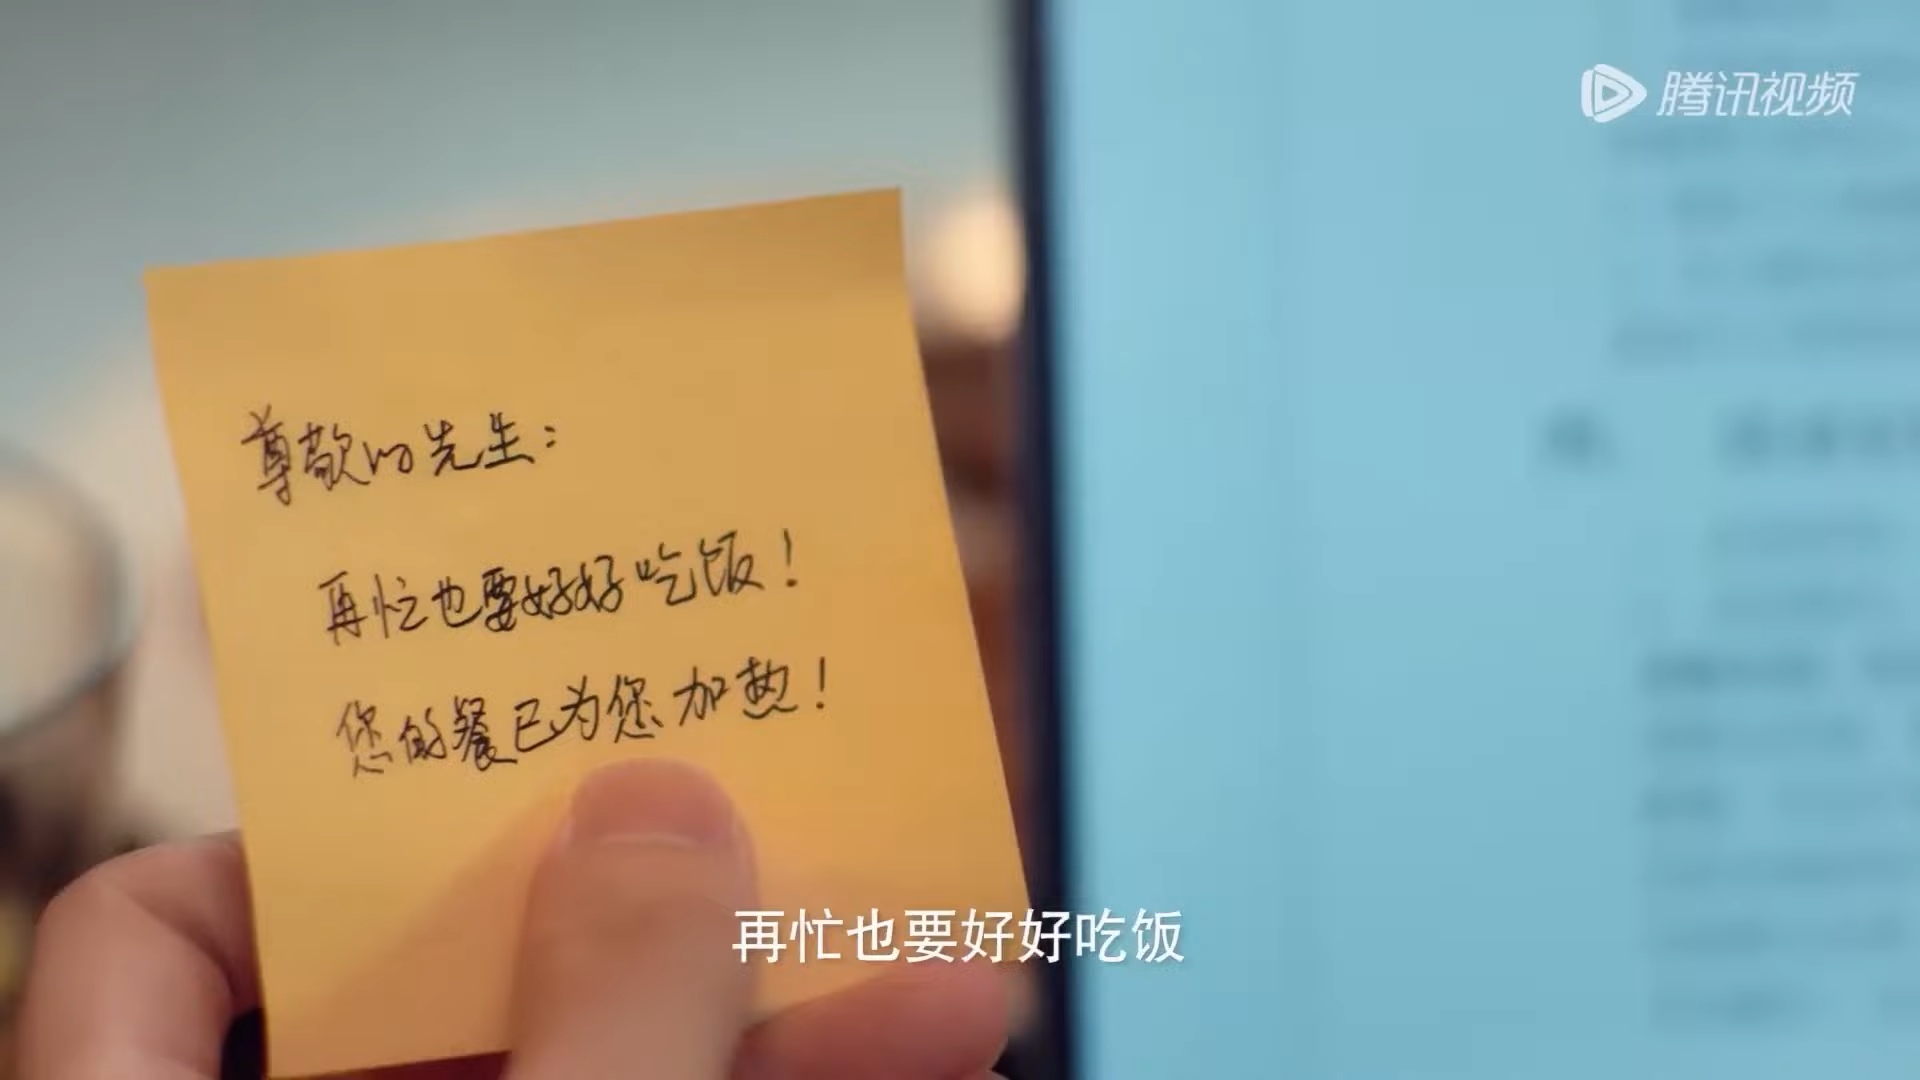 腾讯视频
尊敬的先生：
再忙也要好好吃饭！
您的餐已为您加热！
再忙也要好好吃饭